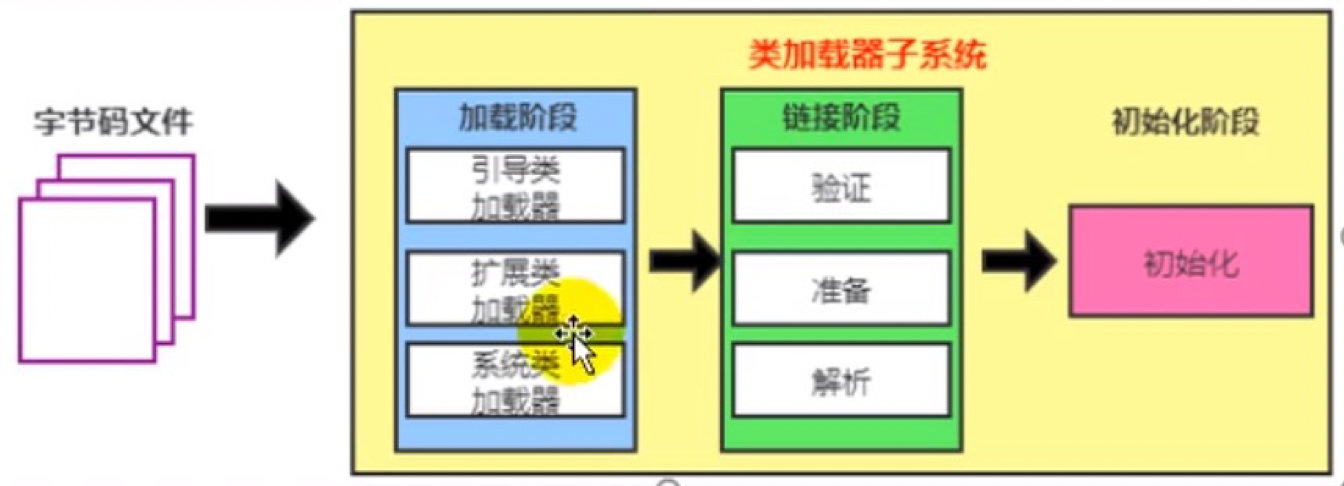 类加载器子系统
字节码文件
加载阶段
引导类
加载器
扩展类
加载器
系统类
加载器
链接阶段
验证
准备
解析
初始化阶段
初始化